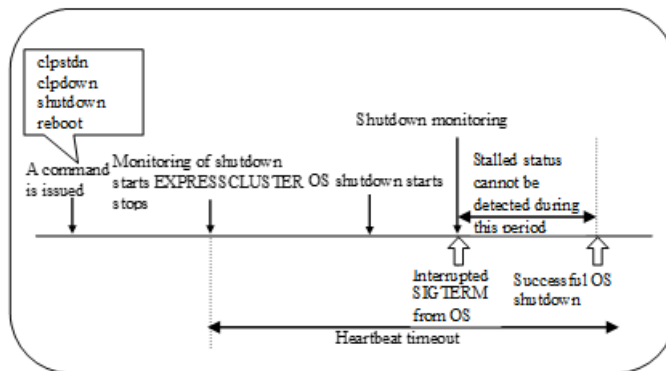 clpstdn
clpdown
shutdown
reboot
Shutdown monitoring
A command
is issued
Monitoring of shutdown
starts EXPRESSCLUSTER OS shutdown starts
stops
Stalled status
cannot be
detected during
this period
Interrupted
SIGTERM
from OS
Successful OS
shutdown
Heartbeat timeout